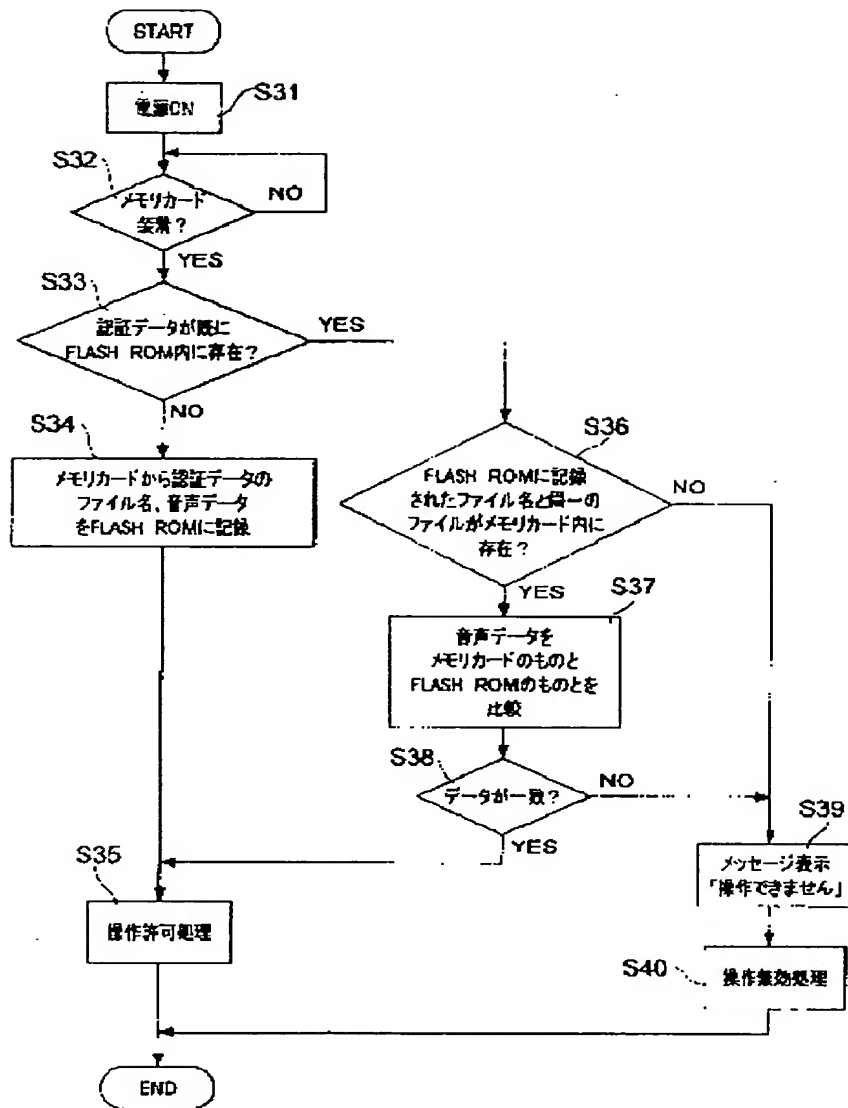 START
S31
電源ON
S32
メモリカード
装着?
NO
YES
S33
認証データが既に
FLASH ROM内に存在?
YES
NO
S34
メモリカードから認証データの
ファイル名、音声データ
をFLASH ROMに記録
S36
FLASH ROMに記録
されたファイル名と同一の
ファイルがメモリカード内に
存在?
NO
YES
S37
音声データを
メモリカードのものと
FLASH ROMのものとを
比較
S38
データが一致?
NO
YES
S39
メッセージ表示
「操作できません」
S35
操作許可処理
S40
操作無効処理
END